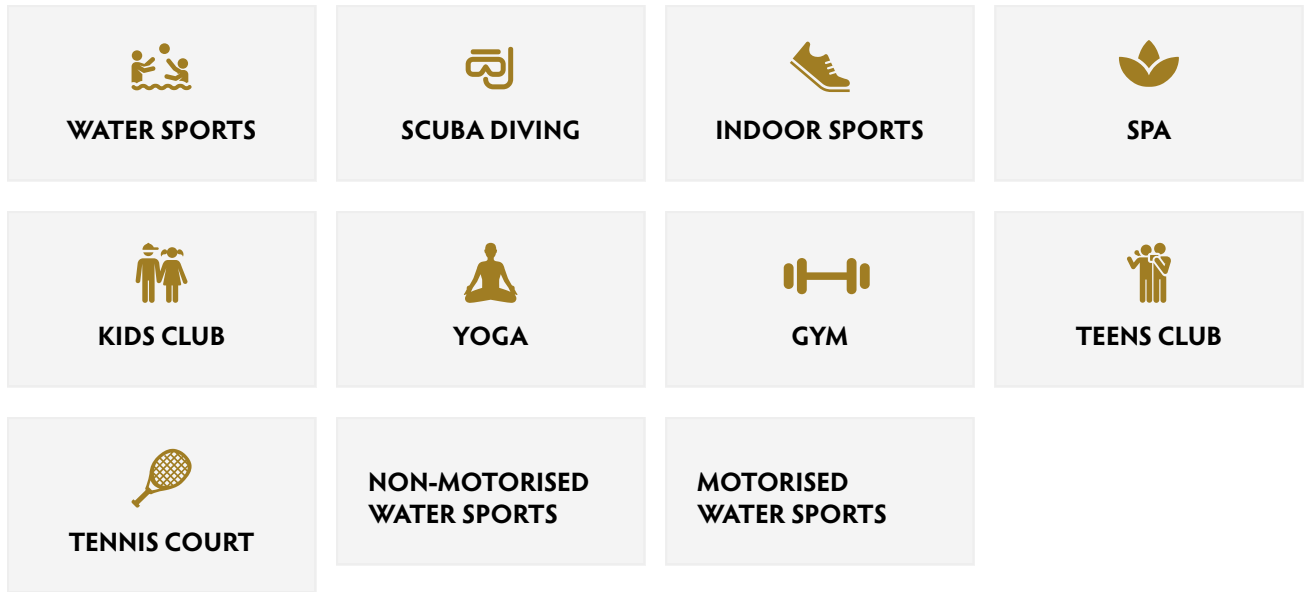 WATER SPORTS
SCUBA DIVING
INDOOR SPORTS
SPA
KIDS CLUB
YOGA
GYM
TEENS CLUB
TENNIS COURT
NON-MOTORISED
WATER SPORTS
MOTORISED
WATER SPORTS